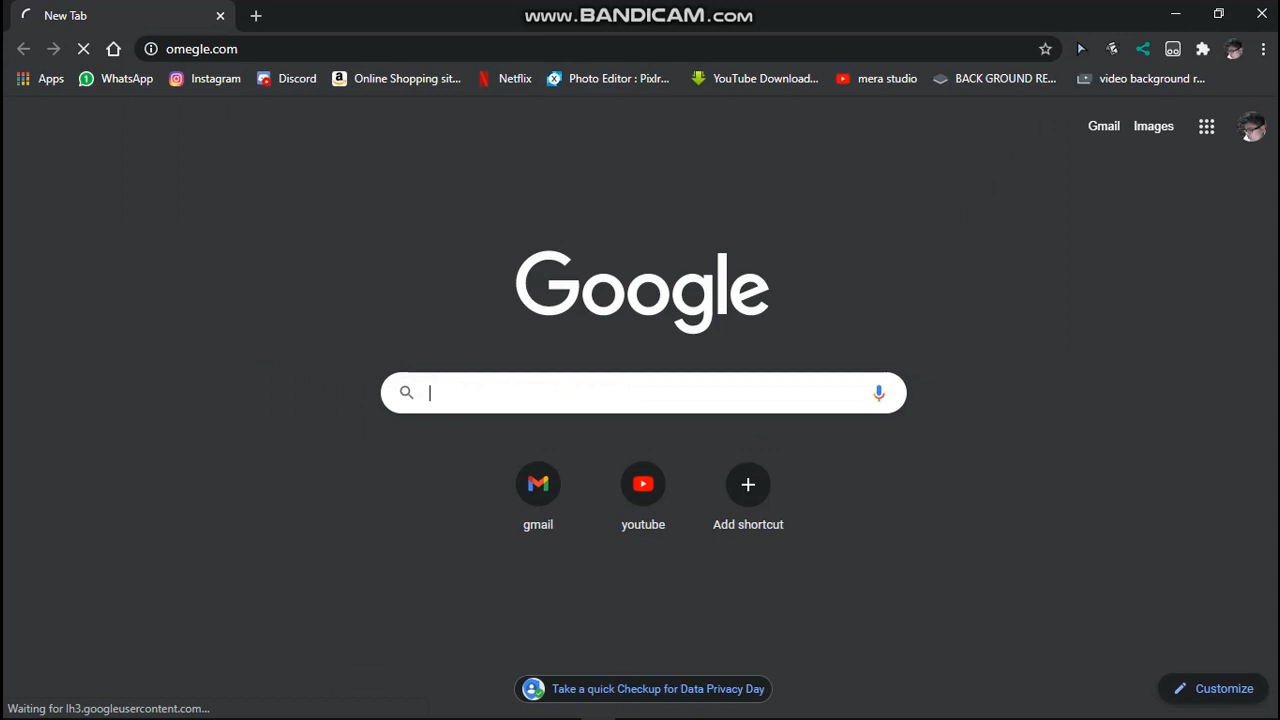 www.BANDICAM.com
New Tab
omegle.com
Apps WhatsApp Instagram Discord Online Shopping sit... Netflix Photo Editor : Pixlr... YouTube Download... mera studio BACK GROUND RE... video background r...
Gmail Images
Google
gmail youtube Add shortcut
Take a quick Checkup for Data Privacy Day
Customize
Waiting for lh3.googleusercontent.com...